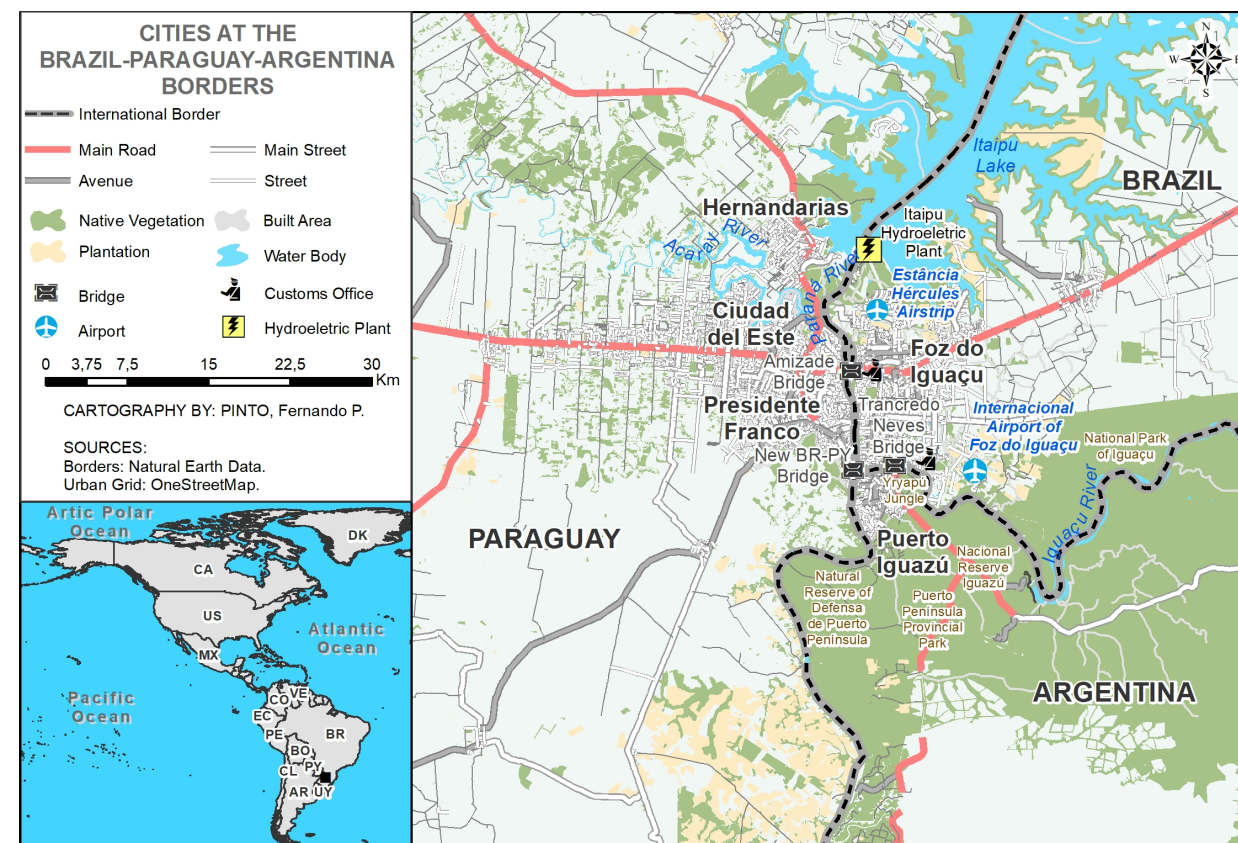 CITIES AT THE
BRAZIL-PARAGUAY-ARGENTINA
BORDERS
International Border
Main Road
Main Street
Avenue
Street
Native Vegetation
Built Area
Plantation
Water Body
Bridge
Customs Office
Airport
Hydroeletric Plant
0 3,75 7,5 15 22,5 30
Km
CARTOGRAPHY BY: PINTO, Fernando P.
SOURCES:
Borders: Natural Earth Data.
Urban Grid: OneStreetMap.
Artic Polar
Ocean
DK
CA
US
Atlantic
Ocean
MX
Pacific
Ocean
VE
CO
EC
PE
BR
BO
PY
CL
AR
UY
N
W
E
S
Itaipu
Lake
BRAZIL
Hernandarias
Acaray River
Itaipu
Hydroeletric
Plant
Paraná River
Estância
Hércules
Airstrip
Ciudad
del Este
Foz do
Iguaçu
Amizade
Bridge
Presidente
Franco
Trancredo
Neves
Bridge
Internacional
Airport of
Foz do Iguaçu
National Park
of Iguaçu
New BR-PY
Bridge
Yryapú
Jungle
Iguaçu River
PARAGUAY
Puerto
Iguazú
Nacional
Reserve
Iguazú
Natural
Reserve of
Defensa
de Puerto
Península
Puerto
Península
Provincial
Park
ARGENTINA